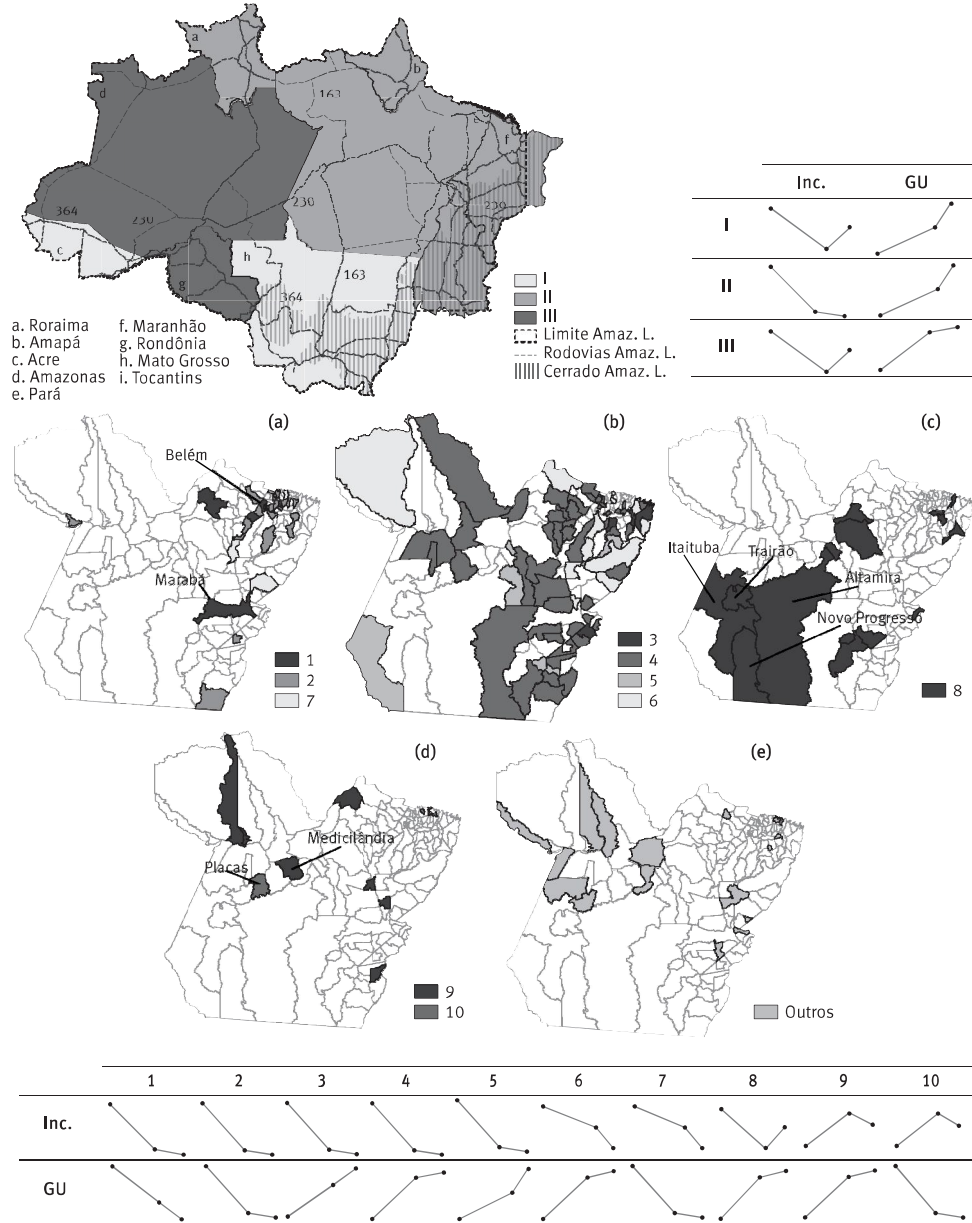 a
b
163
d
e
f
364
230
230
230
c
h
163
364
g
I
II
III
Limite Amaz. L.
Rodovias Amaz. L.
Cerrado Amaz. L.
a. Roraima
b. Amapá
c. Acre
d. Amazonas
e. Pará
f. Maranhão
g. Rondônia
h. Mato Grosso
i. Tocantins
Inc. GU
I
II
III
(a)
Belém
Marabá
1
2
7
(b)
3
4
5
6
(c)
Itaituba
Trairão
Altamira
Novo Progresso
8
(d)
Medicilândia
Placas
9
10
(e)
Outros
1 2 3 4 5 6 7 8 9 10
Inc.
GU